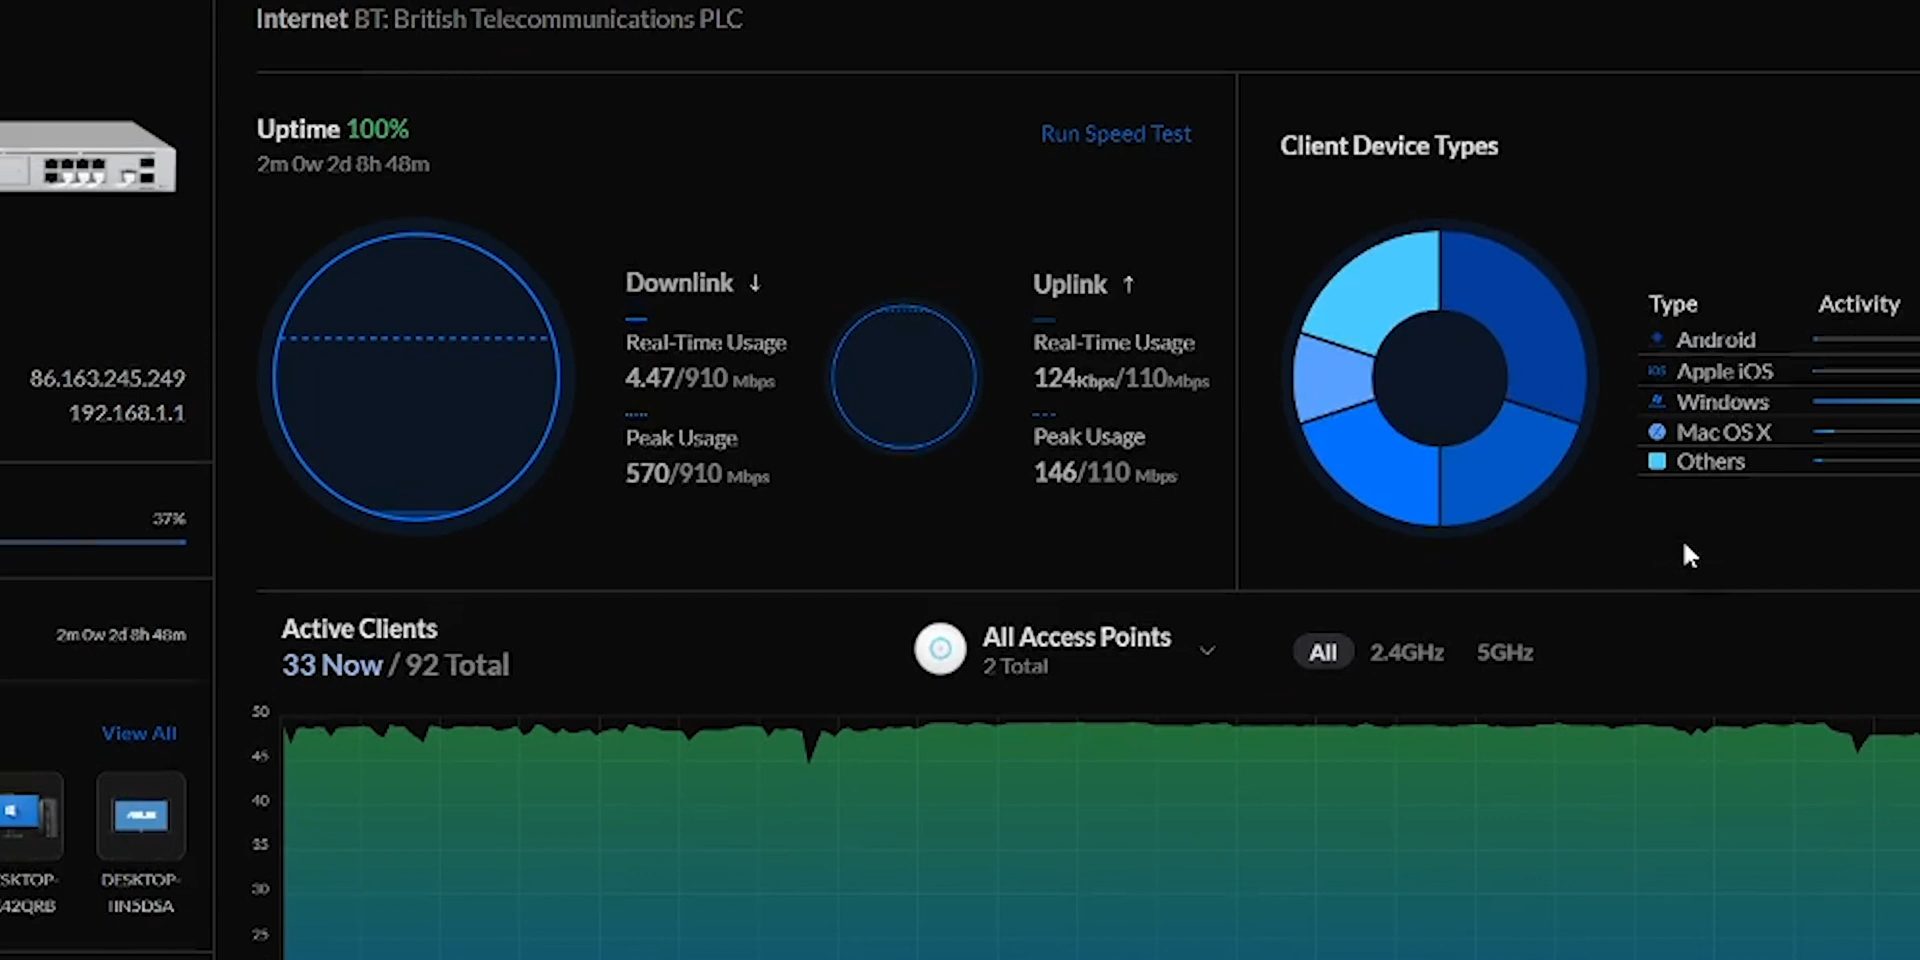 Internet BT: British Telecommunications PLC
Uptime 100%
2m 0w 2d 8h 48m
Run Speed Test
Client Device Types
Downlink ↓
Real-Time Usage
4.47/910 Mbps
Peak Usage
570/910 Mbps
Uplink ↑
Real-Time Usage
124Kbps/110Mbps
Peak Usage
146/110 Mbps
Type Activity
Android
iOS Apple iOS
Windows
Mac OS X
Others
86.163.245.249
192.168.1.1
37%
2m 0w 2d 8h 48m
View All
SKTOP-
42QRB
DESKTOP-
Active Clients
33 Now / 92 Total
All Access Points
2 Total
All 2.4GHz 5GHz
50
45
40
35
30
25